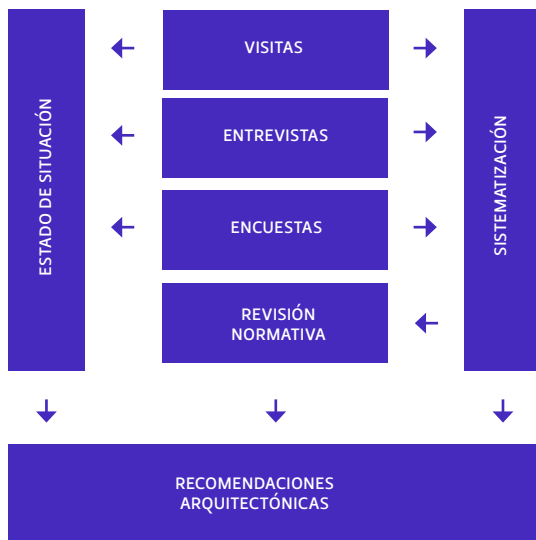 ESTADO DE SITUACIÓN
VISITAS
ENTREVISTAS
ENCUESTAS
REVISIÓN
NORMATIVA
SISTEMATIZACIÓN
RECOMENDACIONES
ARQUITECTÓNICAS